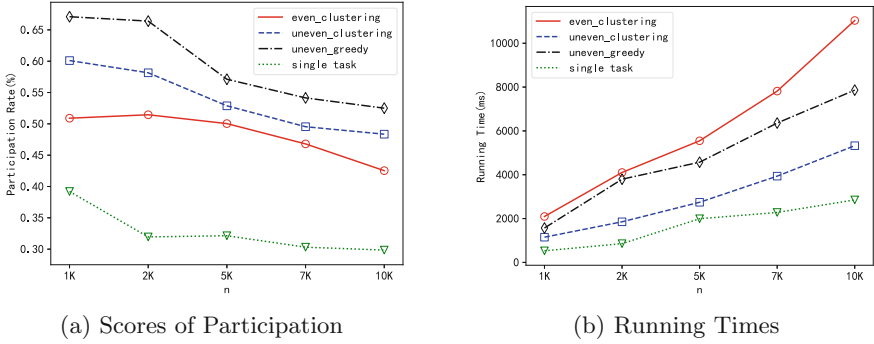 even_clustering
uneven_clustering
uneven_greedy
single task
Participation Rate(%)
0.65
0.60
0.55
0.50
0.45
0.40
0.35
0.30
1K 2K 5K 7K 10K
n
(a) Scores of Participation
even_clustering
uneven_clustering
uneven_greedy
single task
Running Time(ms)
10000
8000
6000
4000
2000
0
1K 2K 5K 7K 10K
n
(b) Running Times